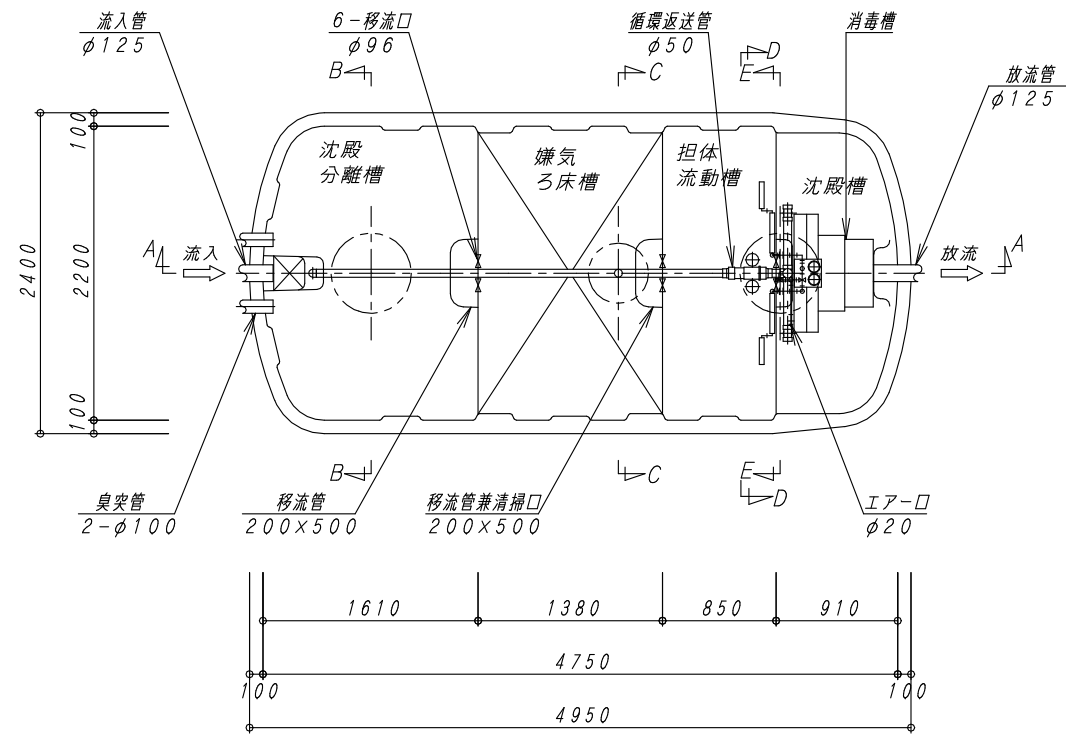 流入管
φ125
6-移流口
φ96
循環返送管
φ50
消毒槽
放流管
φ125
B
C
D
E
沈殿
分離槽
嫌気
ろ床槽
担体
流動槽
沈殿槽
A
流入
放流
A
2400
100
2200
100
B
C
E
D
臭突管
2-φ100
移流管
200×500
移流管兼清掃口
200×500
エアー口
φ20
1610
1380
850
910
4750
100
100
4950